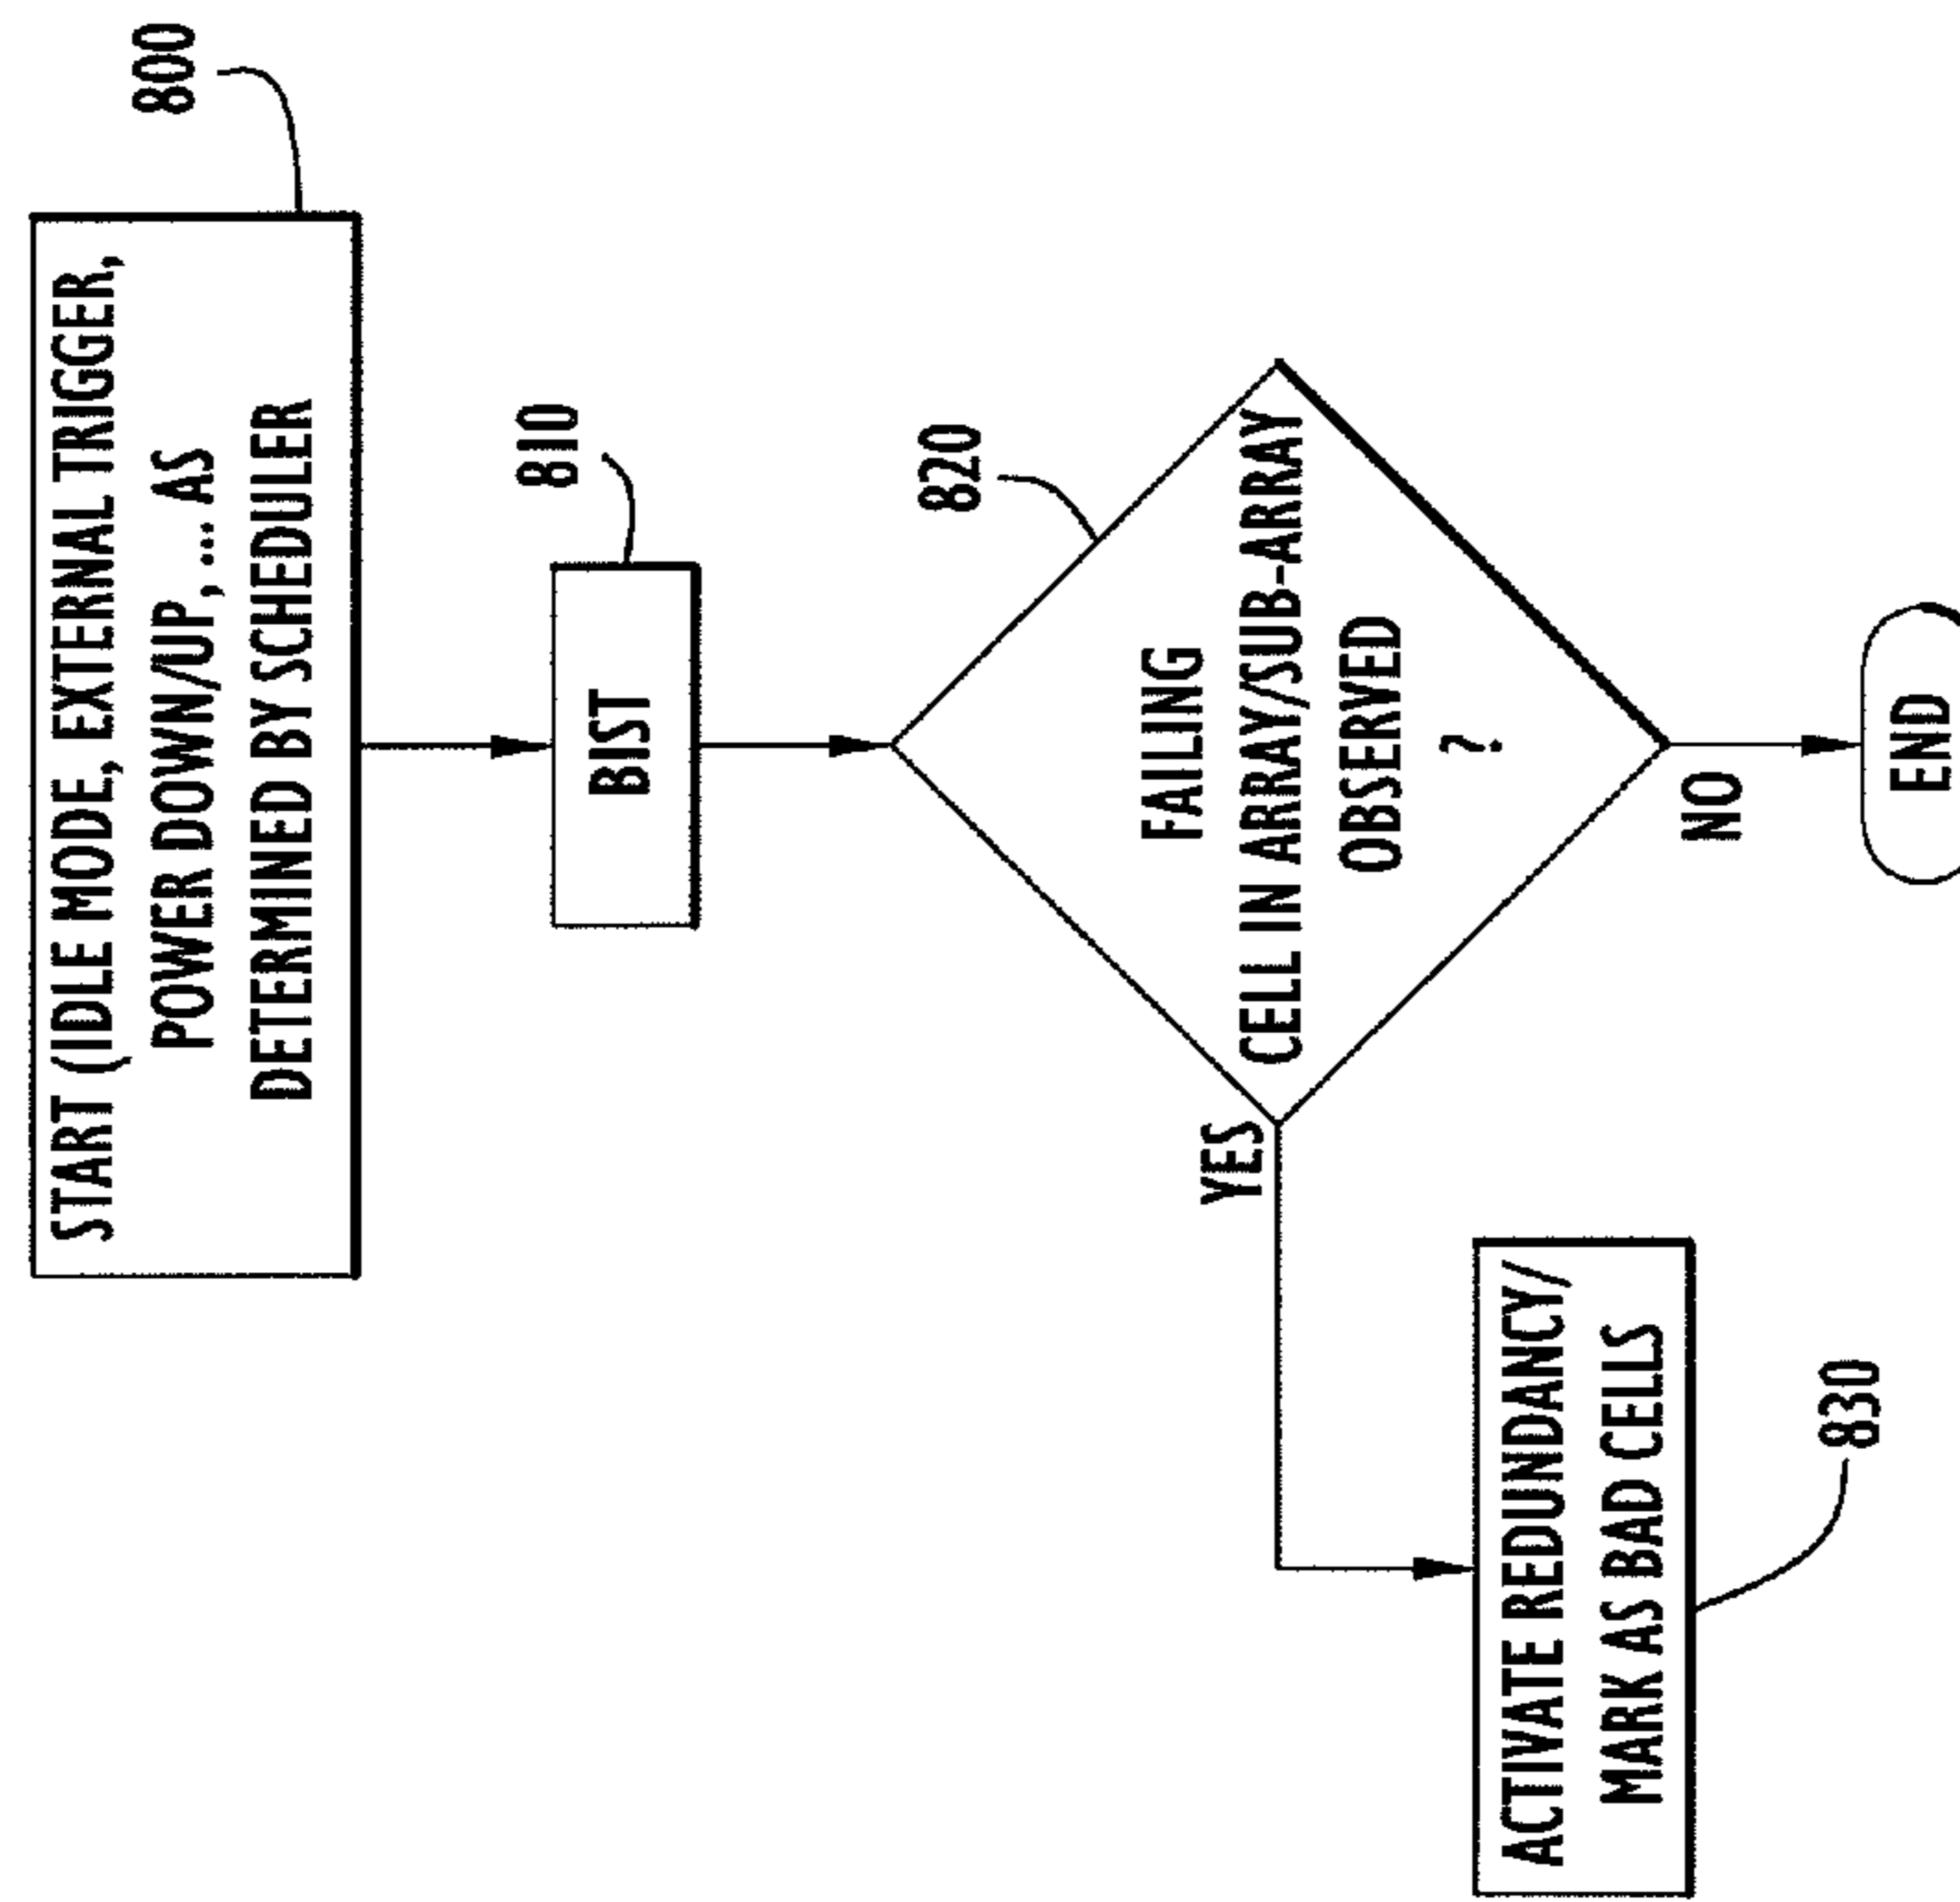 START (IDLE MODE, EXTERNAL TRIGGER,
POWER DOWN/UP,... AS
DETERMINED BY SCHEDULER
800
BIST
810
FAILING
CELL IN ARRAY/SUB-ARRAY
OBSERVED
?
820
YES
NO
ACTIVATE REDUNDANCY/
MARK AS BAD CELLS
830
END